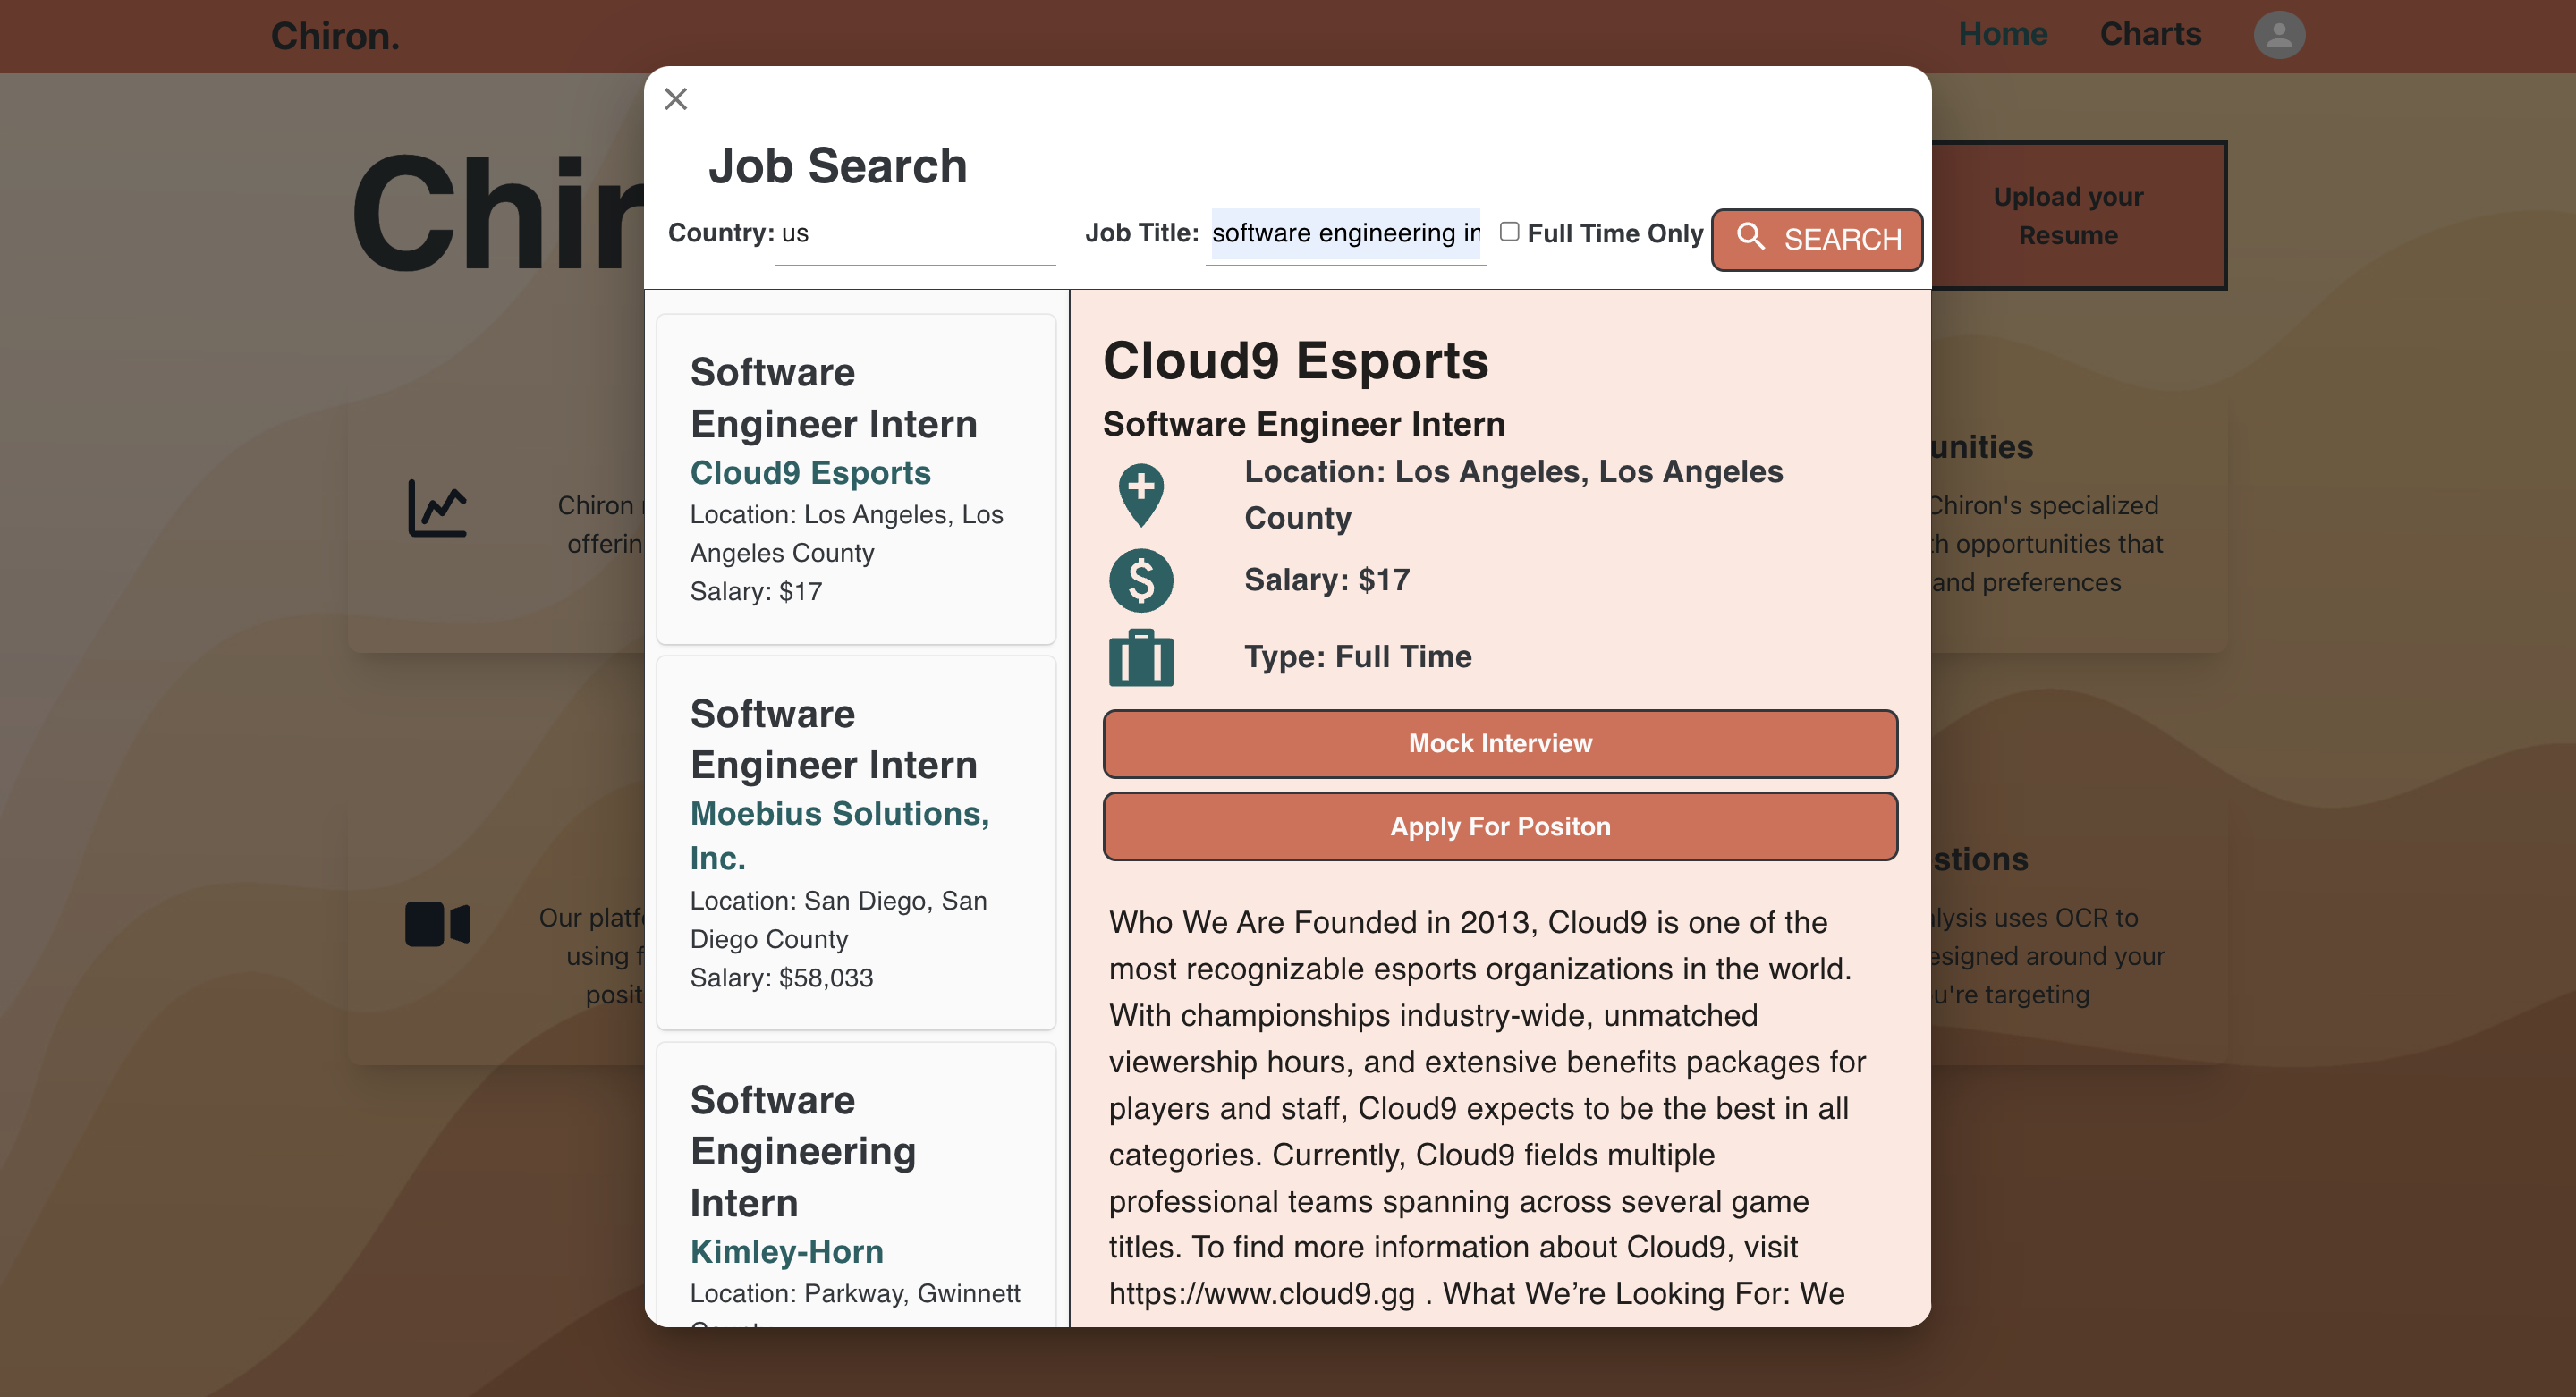 Chiron.
Home
Charts
Job Search
Country: us
Job Title: software engineering in
Full Time Only
SEARCH
Upload your
Resume
Chir
Software
Engineer Intern
Cloud9 Esports
Location: Los Angeles, Los
Angeles County
Salary: $17
Software
Engineer Intern
Moebius Solutions,
Inc.
Location: San Diego, San
Diego County
Salary: $58,033
Software
Engineering
Intern
Kimley-Horn
Location: Parkway, Gwinnett
Cloud9 Esports
Software Engineer Intern
Location: Los Angeles, Los Angeles
County
Salary: $17
Type: Full Time
Mock Interview
Apply For Positon
Who We Are Founded in 2013, Cloud9 is one of the
most recognizable esports organizations in the world.
With championships industry-wide, unmatched
viewership hours, and extensive benefits packages for
players and staff, Cloud9 expects to be the best in all
categories. Currently, Cloud9 fields multiple
professional teams spanning across several game
titles. To find more information about Cloud9, visit
https://www.cloud9.gg . What We’re Looking For: We
Chiron
offerin
Our platf
using f
posit
unities
Chiron's specialized
th opportunities that
and preferences
stions
alysis uses OCR to
esigned around your
u're targeting